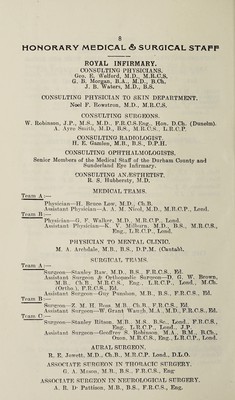 8
HONORARY MEDICAL & SURGICAL STAFF
ROYAL INFIRMARY.
CONSULTING PHYSICIANS.
Geo. E. Walford, M.D., M.R.C.S.
G. B. Morgan, B.A., M.D., B.Ch.
J. B. Waters, M.D., B.S.
CONSULTING PHYSICIAN TO SKIN DEPARTMENT.
Noel F. Rowstron, M.D., M.R.C.S.
CONSULTING SURGEONS.
W. Robinson, J.P., M.S., M.D., F.R.C.S.Eng., Hon. D.Ch. (Dunelm).
A. Ayre Smith, M.D., B.S., M.R.C.S., L.R.C.P.
CONSULTING RADIOLOGIST.
H. E. Gamlen, M.B., B.S., D.P.H.
CONSULTING OPHTHALMOLOGISTS.
Senior Members of the Medical Staff of the Durham County and
Sunderland Eye Infirmary.
CONSULTING ANÆSTHETIST.
R. S. Hubbersty, M.D.
MEDICAL TEAMS.
Team A:—
Physician—H. Bruce Low, M.D., Ch.B.
Assistant Physician—A. J. M. Nicol, M.D., M.R.C.P., Lond.
Team B:—
Physician—G. F. Walker, M.D., M.R.C.P., Lond.
Assistant Physician—K. V. Milburn, M.D., B.S., M.R.C.S.,
Eng., L.R.C.P., Lond.
PHYSICIAN TO MENTAL CLINIC.
M. A. Archdale, M.B., B.S., D.P.M. (Cantab).
SURGICAL TEAMS.
Team A:—
Surgeon—Stanley Raw, M.D., B.S., F.R.C.S., Ed.
Assistant Surgeon & Orthopædic Surgeon—D. G. W. Brown,
M.B., Ch.B., M.R.C.S., Eng., L.R.C.P., Lond., M.Ch.
(Ortho.), F.R.C.S., Ed.
Assistant Surgeon—Guy Punshon, M.B., B.S., F.R.C.S., Ed.
Team B:—
Surgeon—Z. M. H. Ross, M.B., Ch.B., F.R.C.S., Ed.
Assistant Surgeon—W. Grant Waugh, M.A., M.D., F.R.C.S., Ed.
Team C:—
Surgeon—Stanley Ritson, M.B., M.S., B.Sc., Lond., F.R.C.S.,
Eng., L.R.C.P., Lond., J.P.
Assistant Surgeon—Geoffrey S. Robinson, M.A., B.M., B.Ch.,
Oxon, M.R.C.S., Eng., L.R.C.P., Lond.
AURAL SURGEON.
R. E. Jowett, M.D., Ch.B., M.R.C.P. Lond., D.L.O.
ASSOCIATE SURGEON IN THORACIC SURGERY.
G. A. Mason, M.B., B.S., F.R.C.S., Eng.
ASSOCIATE SURGEON IN NEUROLOGICAL SURGERY.
A. R. D. Pattison, M.B., B.S., F.R.C.S., Eng.